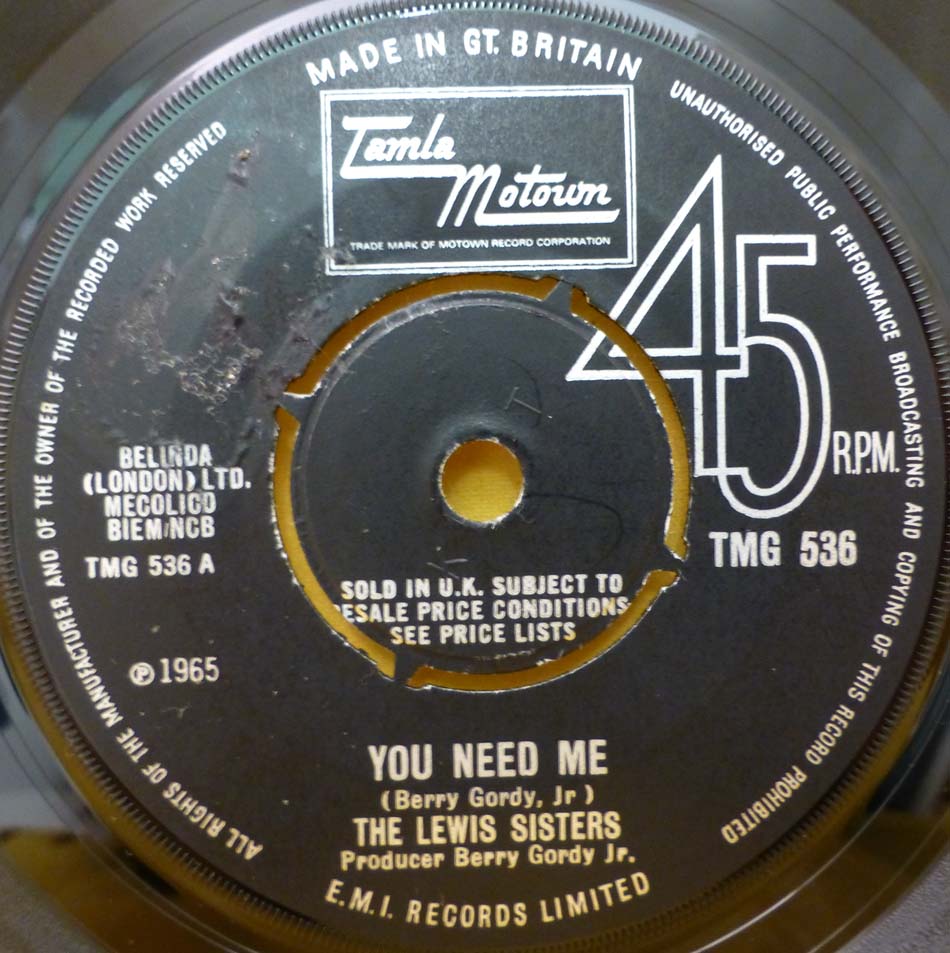 MADE IN GT. BRITAIN
Tamla
Motown
TRADE MARK OF MOTOWN RECORD CORPORATION
UNAUTHORISED PUBLIC PERFORMANCE BROADCASTING AND COPYING OF THIS RECORD PROHIBITED
ALL RIGHTS OF THE MANUFACTURER AND OF THE OWNER OF THE RECORDED WORK RESERVED
45
R.P.M.
BELINDA
(LONDON) LTD.
MECOLICO
BIEM/NCB
TMG 536 A
TMG 536
SOLD IN U.K. SUBJECT TO
RESALE PRICE CONDITIONS
SEE PRICE LISTS
℗ 1965
YOU NEED ME
(Berry Gordy, Jr )
THE LEWIS SISTERS
Producer Berry Gordy Jr.
E.M.I. RECORDS LIMITED